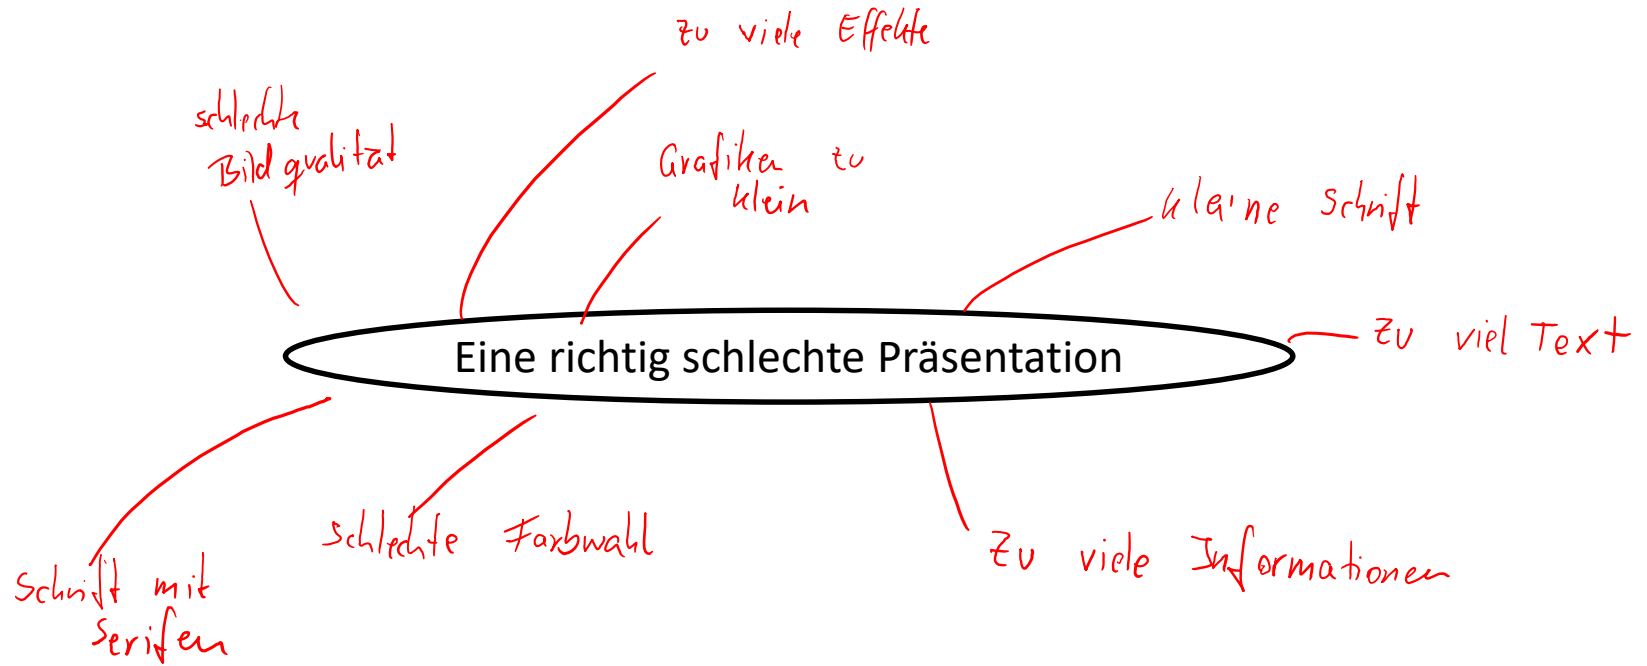 zu viele Effekte
schlechte
Bildqualität
Grafiken zu
klein
kleine Schrift
zu viel Text
Eine richtig schlechte Präsentation
Schlechte Farbwahl
zu viele Informationen
Schrift mit
Serifen